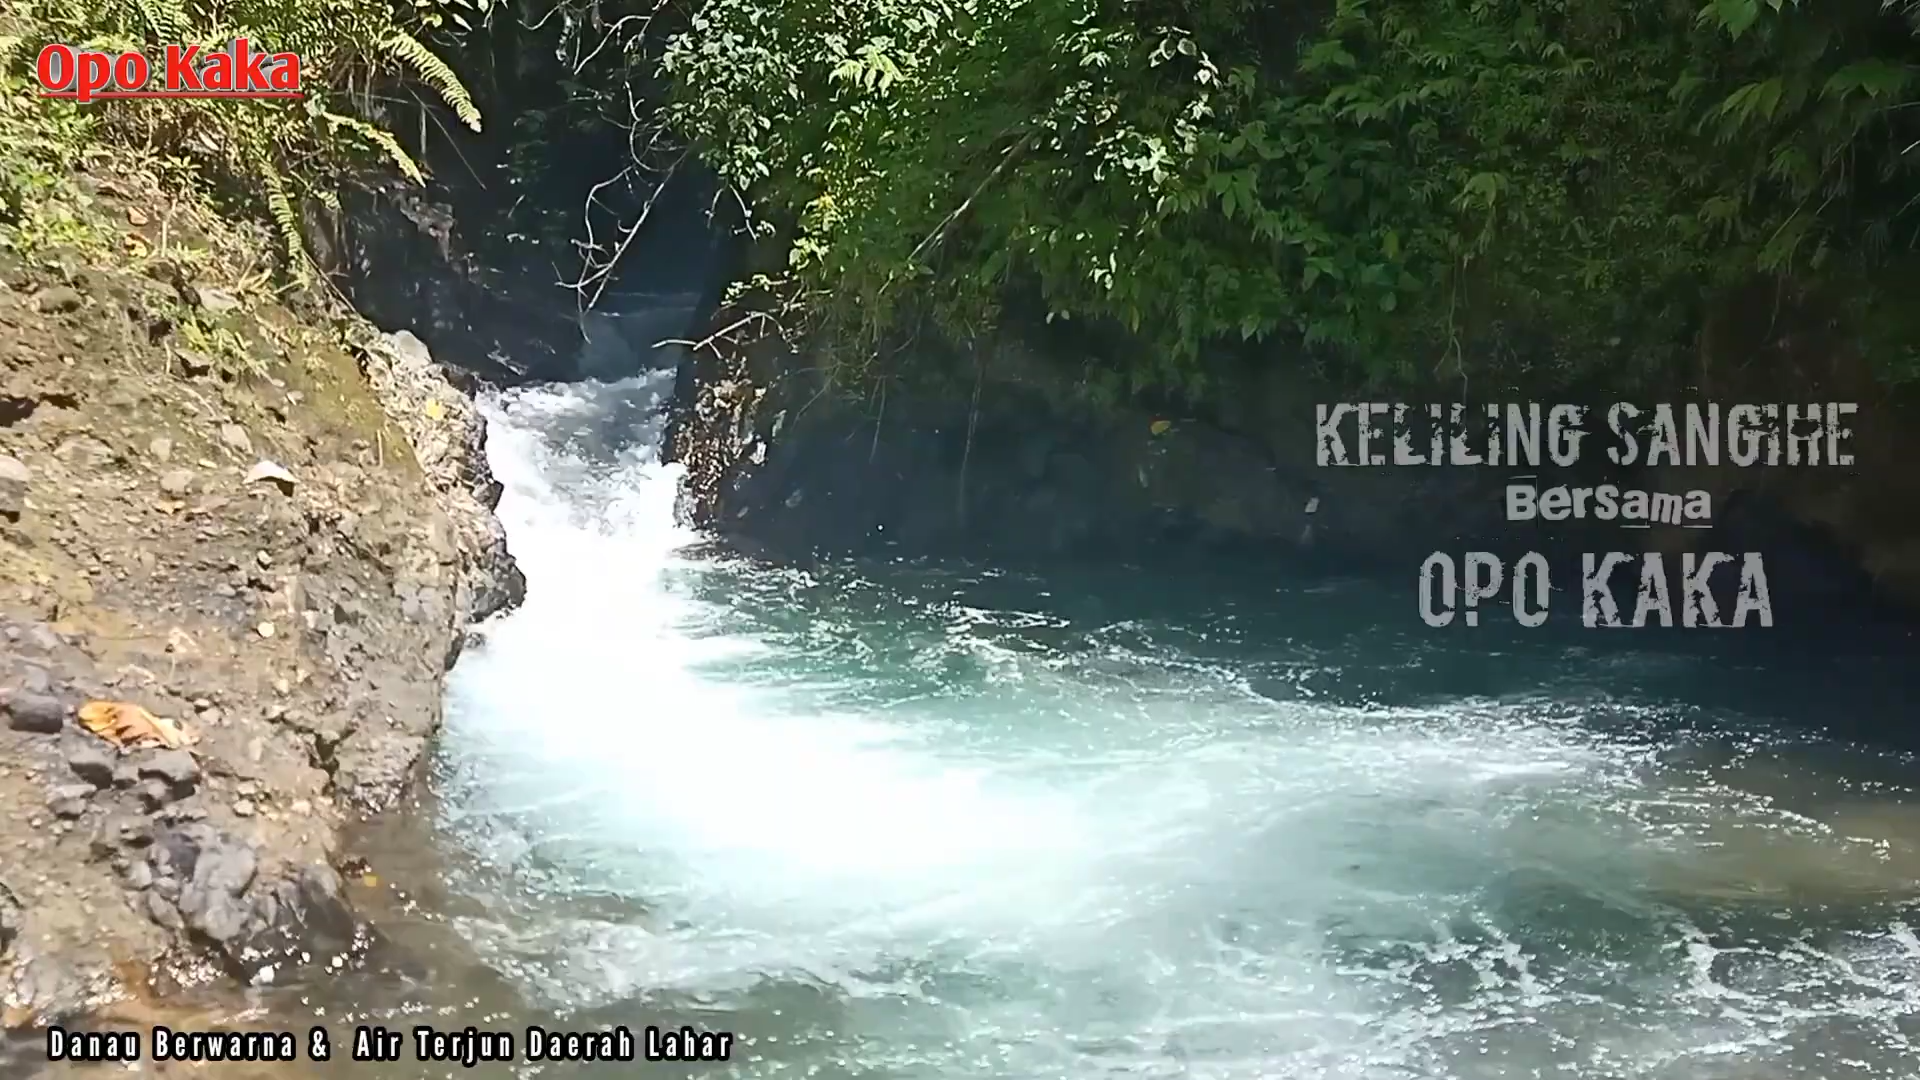 Opo Kaka
KELILING SANGIHE
Bersama
OPO KAKA
Danau Berwarna & Air Terjun Daerah Lahar